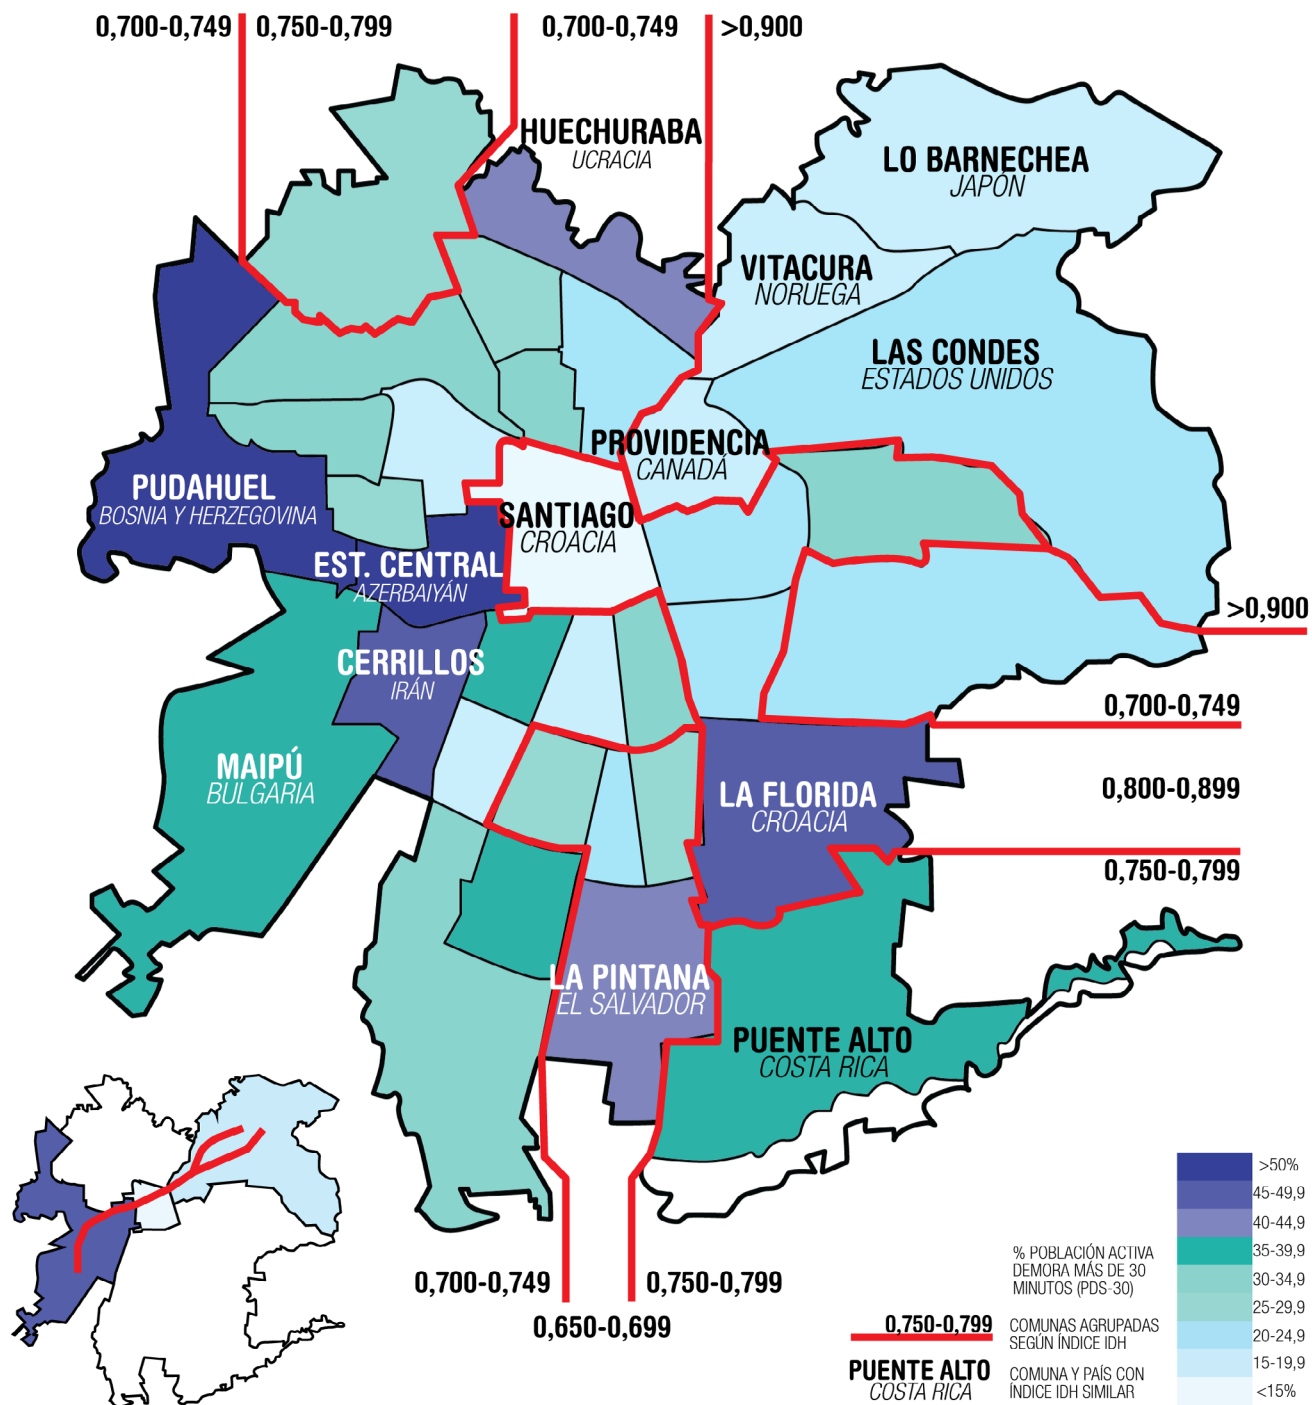 0,700-0,749
0,750-0,799
0,700-0,749
>0,900
HUECHURABA
UCRACIA
LO BARNECHEA
JAPÓN
VITACURA
NORUEGA
LAS CONDES
ESTADOS UNIDOS
PROVIDENCIA
CANADÁ
PUDAHUEL
BOSNIA Y HERZEGOVINA
SANTIAGO
CROACIA
EST. CENTRAL
AZERBAIYÁN
>0,900
CERRILLOS
IRÁN
0,700-0,749
MAIPÚ
BULGARIA
LA FLORIDA
CROACIA
0,800-0,899
0,750-0,799
LA PINTANA
EL SALVADOR
PUENTE ALTO
COSTA RICA
0,700-0,749
0,750-0,799
0,650-0,699
% POBLACIÓN ACTIVA
DEMORA MÁS DE 30
MINUTOS (PDS-30)
0,750-0,799
COMUNAS AGRUPADAS
SEGÚN ÍNDICE IDH
PUENTE ALTO
COSTA RICA
COMUNA Y PAÍS CON
ÍNDICE IDH SIMILAR
>50%
45-49,9
40-44,9
35-39,9
30-34,9
25-29,9
20-24,9
15-19,9
<15%